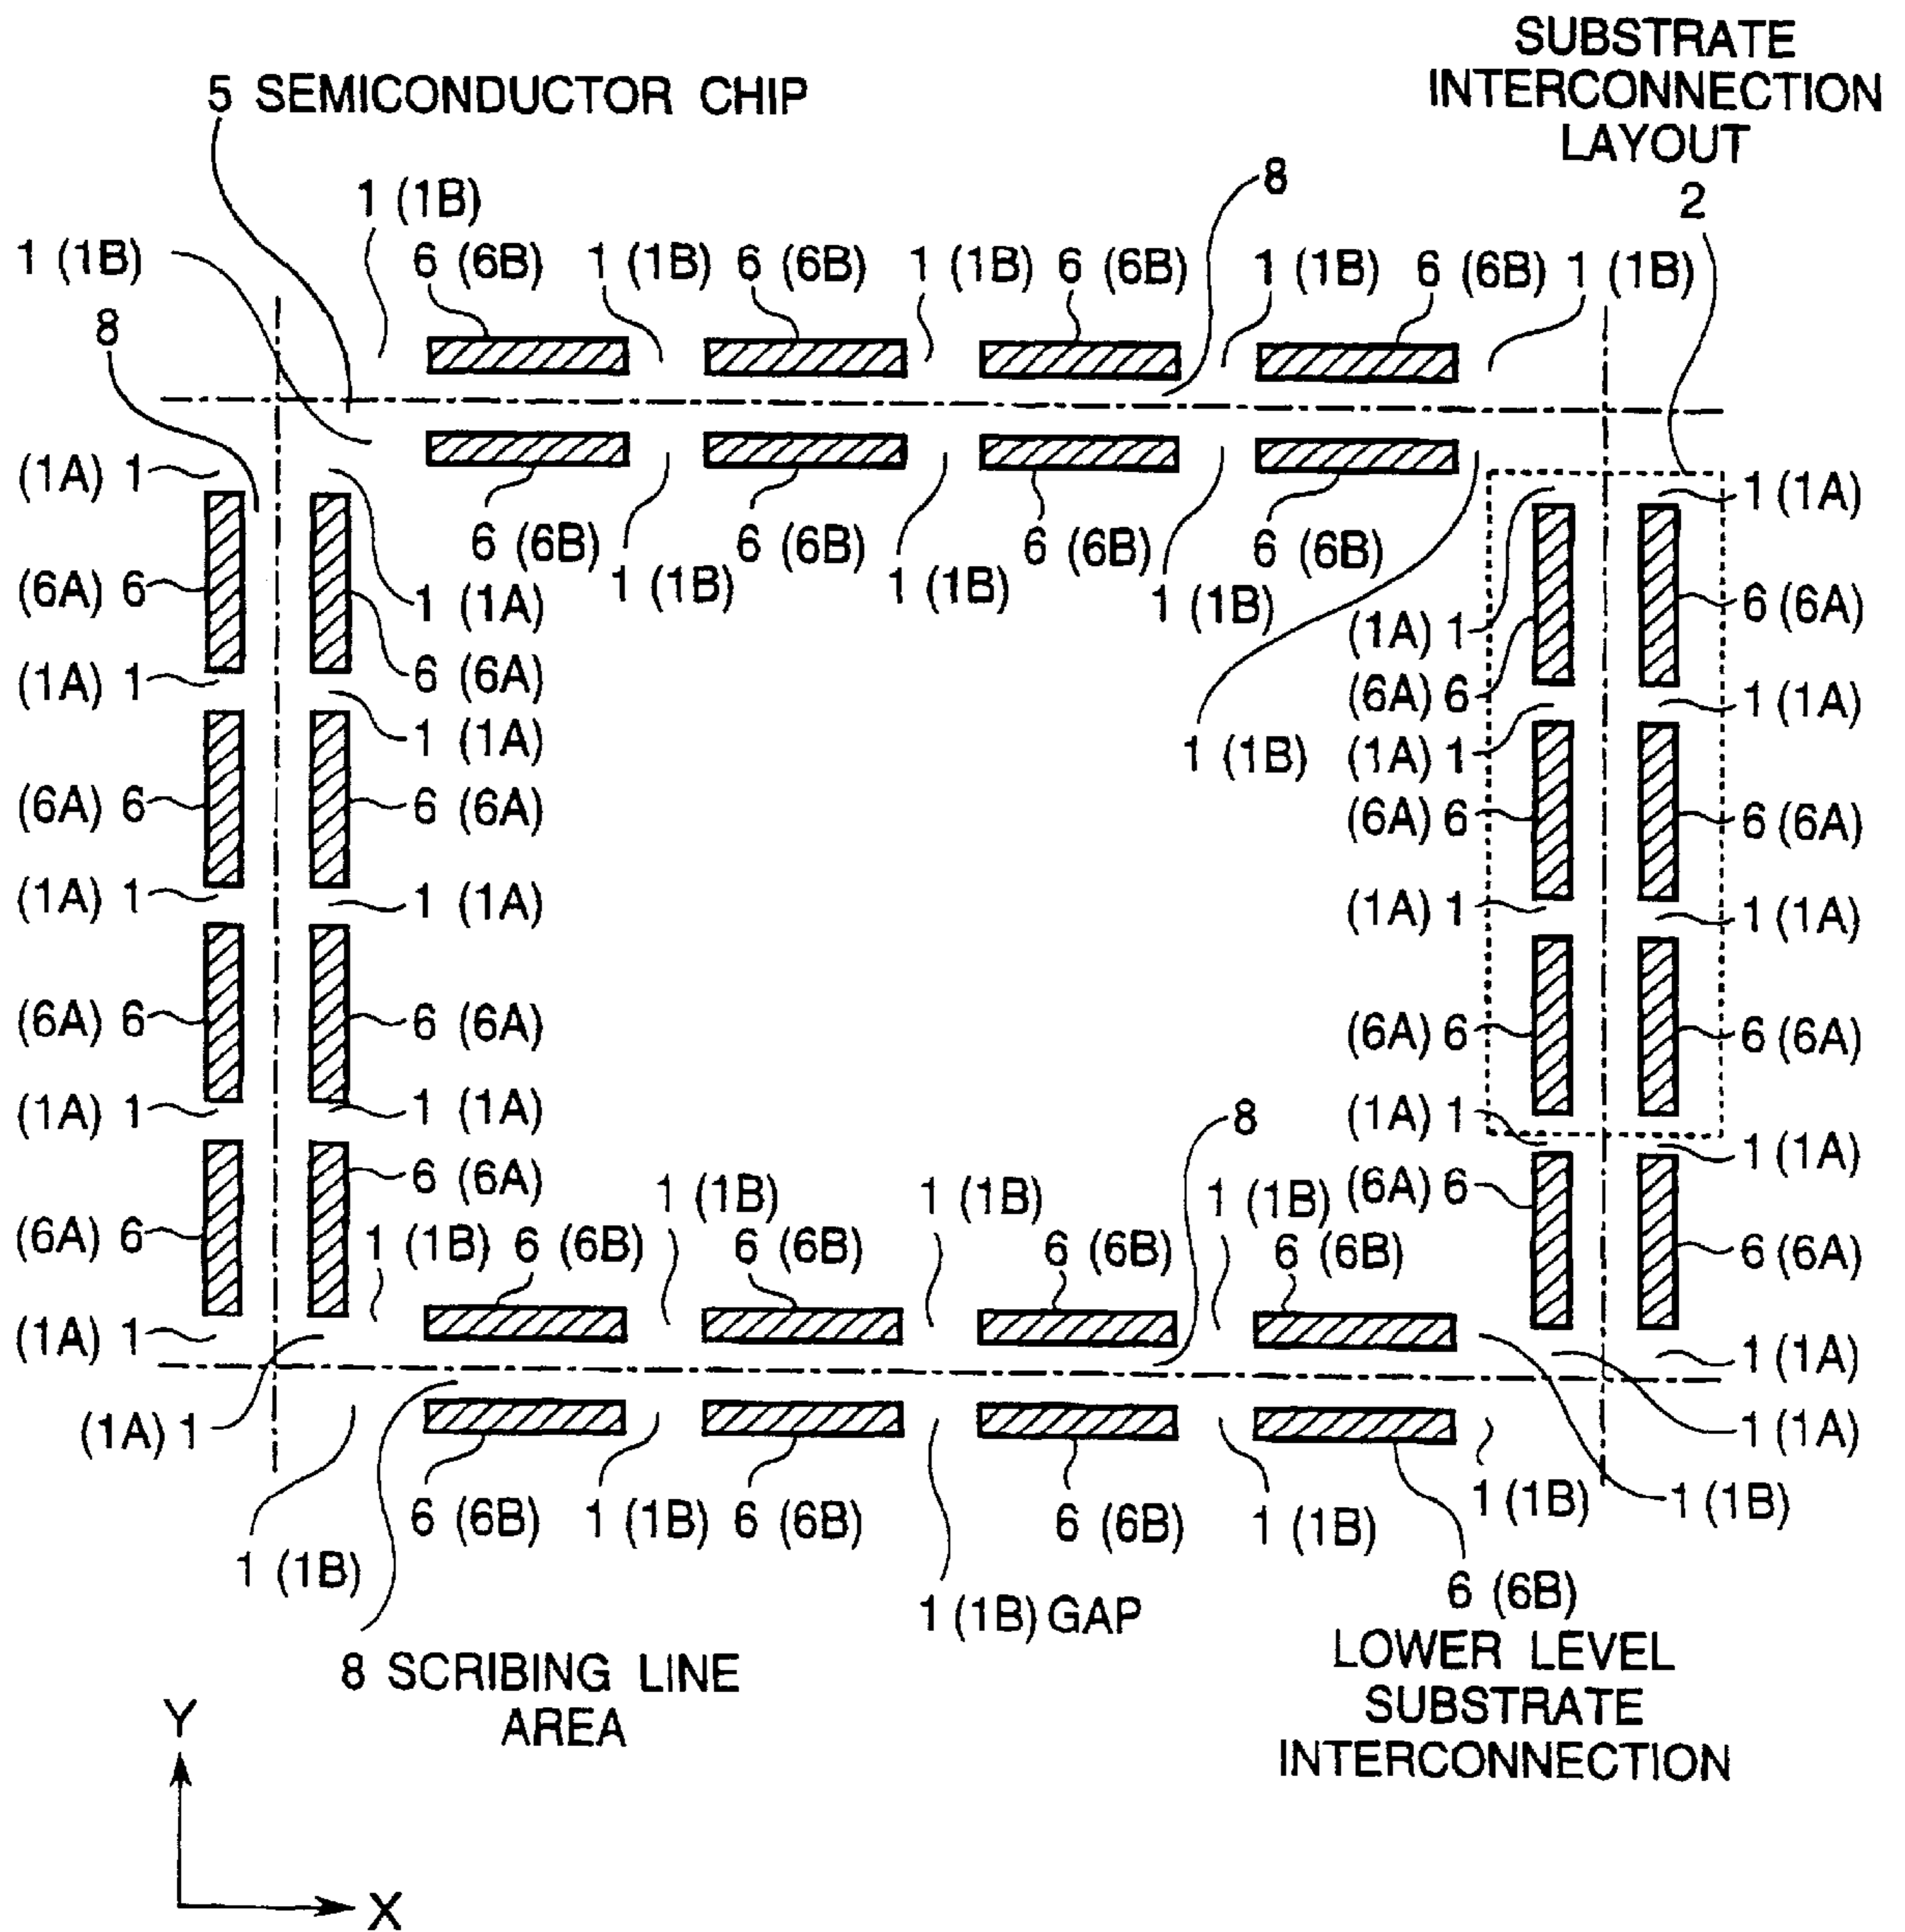 SUBSTRATE
INTERCONNECTION
LAYOUT
2
5 SEMICONDUCTOR CHIP
8
1 (1B)
1 (1B)
6 (6B) 1 (1B) 6 (6B) 1 (1B) 6 (6B) 1 (1B) 6 (6B) 1 (1B)
8
(1A) 1
1 (1A)
6 (6B) 6 (6B) 6 (6B) 6 (6B)
1 (1B) 1 (1B) 1 (1B)
(6A) 6
1 (1A)
(1A) 1
6 (6A)
(1A) 1
6 (6A)
(6A) 6
1 (1A)
1 (1A)
1 (1B)
(1A) 1
(6A) 6
6 (6A)
(6A) 6
6 (6A)
(1A) 1
1 (1A)
(1A) 1
1 (1A)
(6A) 6
6 (6A)
(6A) 6
6 (6A)
(1A) 1
1 (1A)
8
(1A) 1
1 (1A)
6 (6A)
1 (1B) 1 (1B) 1 (1B)
(6A) 6
(6A) 6
1 (1B) 6 (6B) 6 (6B) 6 (6B) 6 (6B)
6 (6A)
(1A) 1
1 (1A)
(1A) 1
1 (1A)
6 (6B) 1 (1B) 6 (6B) 6 (6B) 1 (1B) 1 (1B) 1 (1B)
1 (1B)
1 (1B) GAP
6 (6B)
LOWER LEVEL
SUBSTRATE
INTERCONNECTION
8 SCRIBING LINE
AREA
Y
X